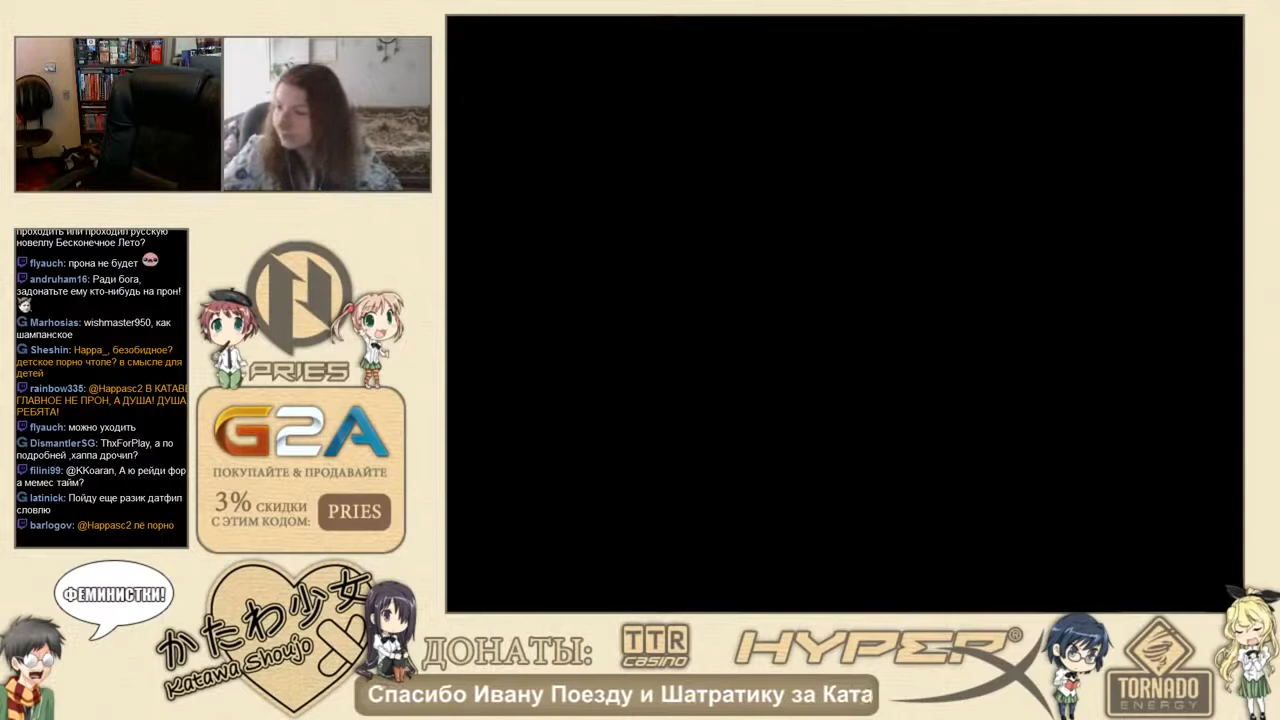 проходить или проходил русскую
новеллу Бесконечное Лето?
flyauch: прона не будет
andruham16: Ради бога,
задонатьте ему кто-нибудь на прон!
Marhosias: wishmaster950, как
шампанское
Sheshin: Happa_, безобидное?
детское порно чтоле? в смысле для
детей
rainbow335: @Happasc2 В КАТАВЕ
ГЛАВНОЕ НЕ ПРОН, А ДУША! ДУША,
РЕБЯТА!
flyauch: можно уходить
DismantlerSG: ThxForPlay, а по
подробней ,хаппа дрочил?
filini99: @KKoaran, А ю рейди фор
а мемес тайм?
latinick: Пойду еще разик датфил
словлю
barlogov: @Happasc2 лё порно
PRIES
G2A
ПОКУПАЙТЕ & ПРОДАВАЙТЕ
3% СКИДКИ
С ЭТИМ КОДОМ:
PRIES
ФЕМИНИСТКИ!
かたわ少女
Katawa Shoujo
ДОНАТЫ:
TTR
CASINO
HYPERX®
TORNADO
ENERGY
Спасибо Ивану Поезду и Шатратику за Ката